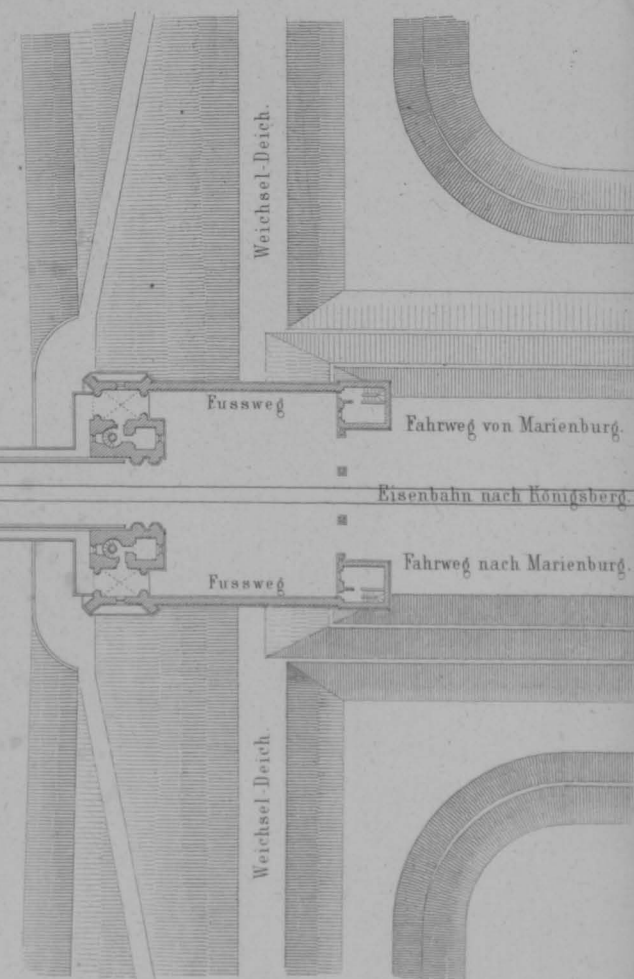 Weichsel-Deich.
Fussweg
Fahrweg von Marienburg.
Eisenbahn nach Königsberg.
Fahrweg nach Marienburg.
Fussweg
Weichsel-Deich.